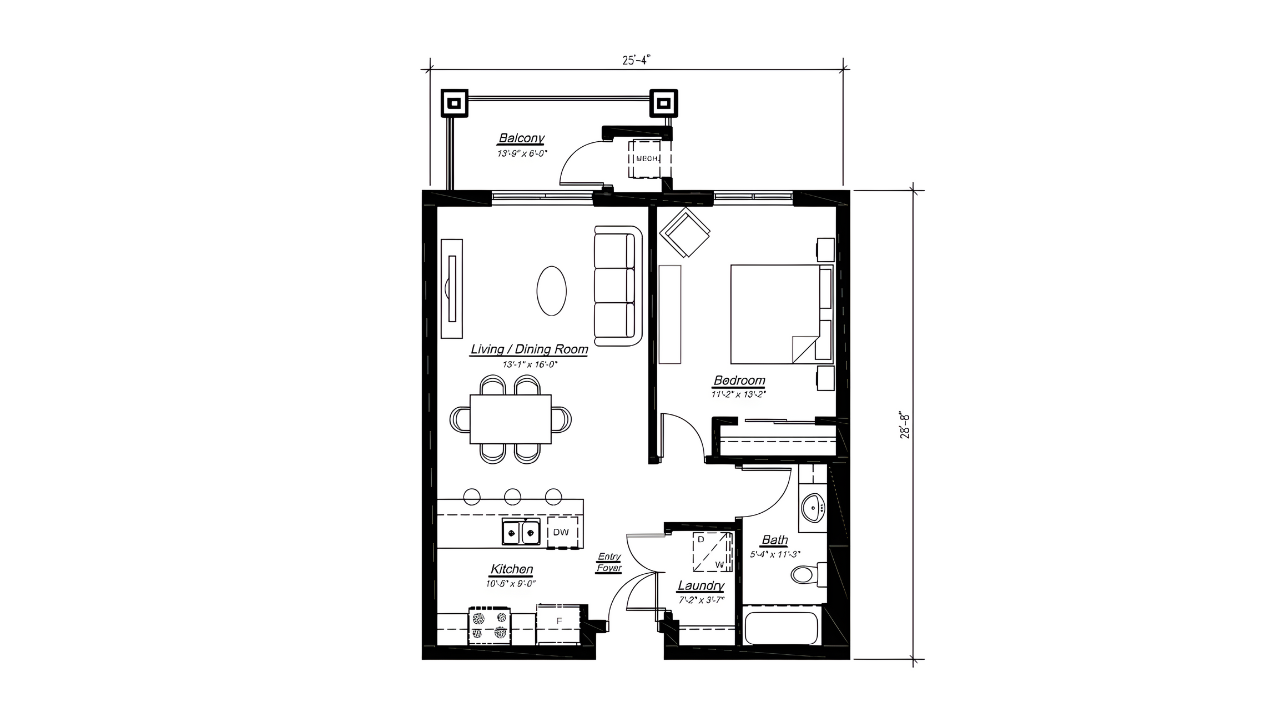 25'-4"
Balcony
13'-9" x 6'-0"
MECH.
Living / Dining Room
13'-1" x 16'-0"
Bedroom
11'-2" x 13'-2"
28'-8"
DW
Kitchen
10'-6" x 9'-0"
Entry
Foyer
D
W
Laundry
7'-2" x 3'-7"
Bath
5'-4" x 11'-3"
F